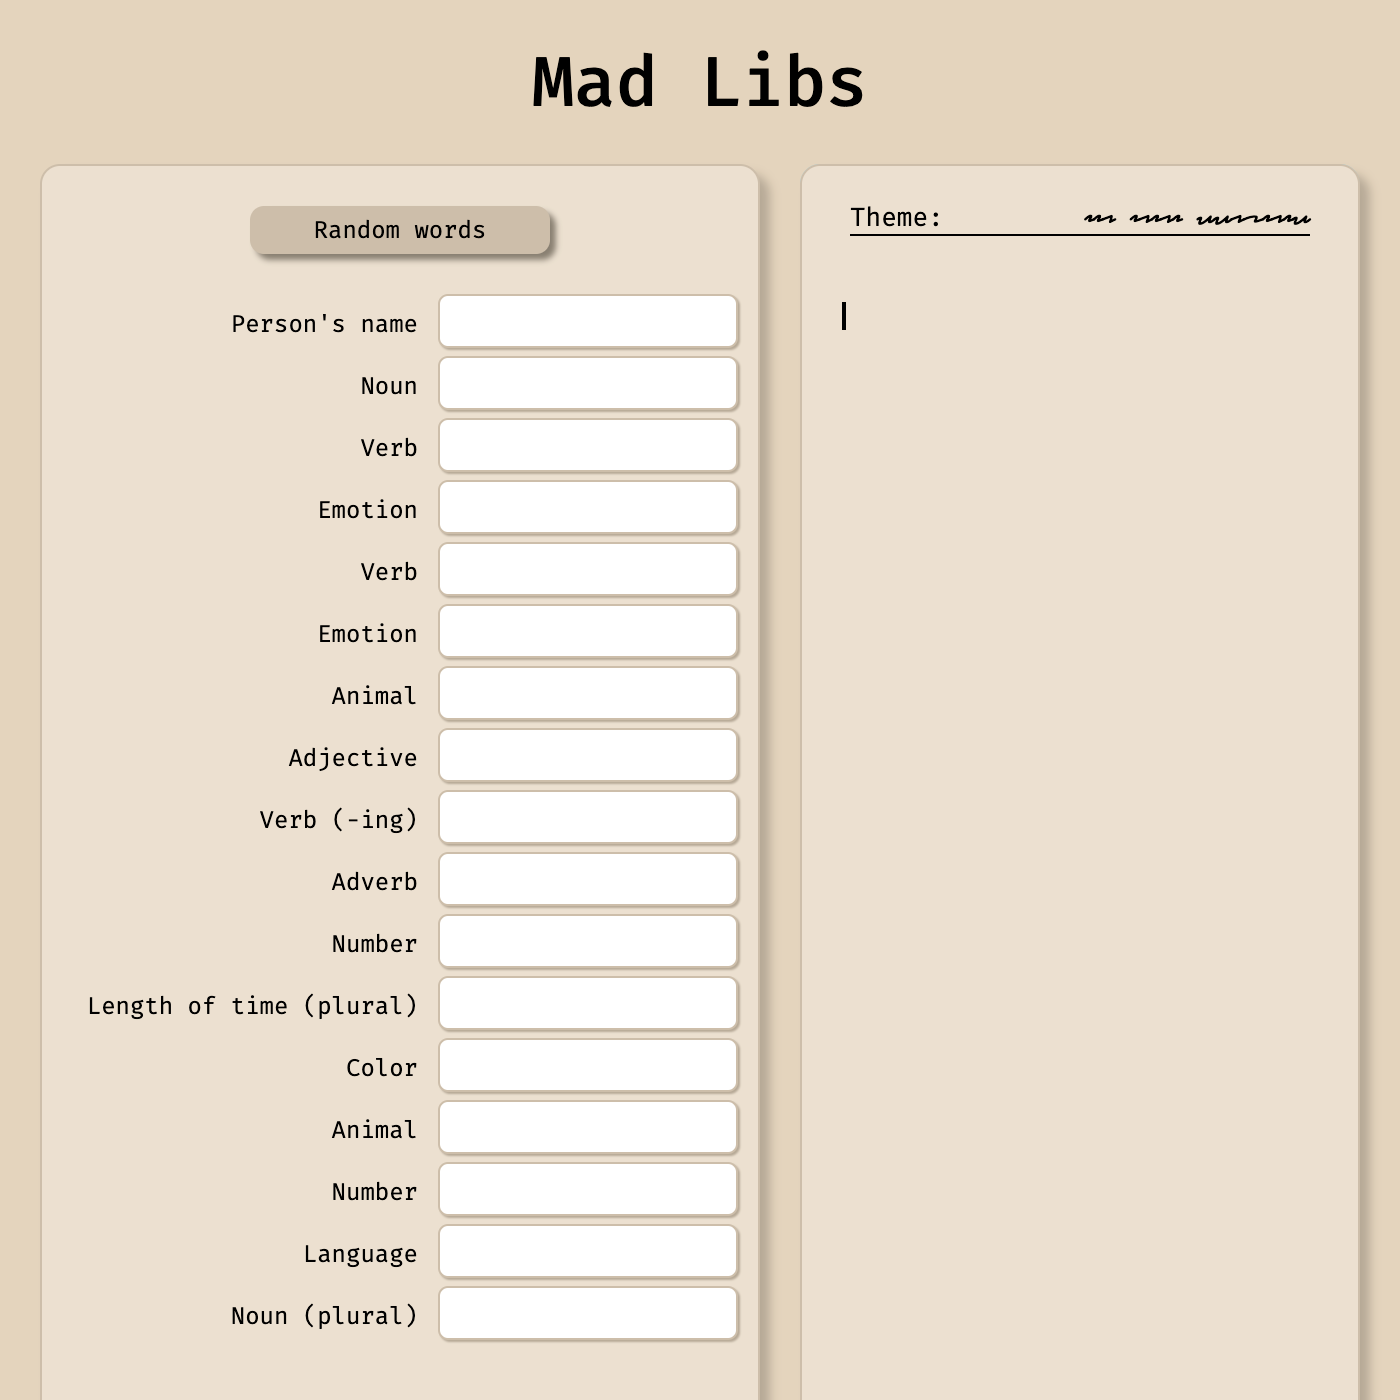 Mad Libs
Random words
Person's name
Noun
Verb
Emotion
Verb
Emotion
Animal
Adjective
Verb (-ing)
Adverb
Number
Length of time (plural)
Color
Animal
Number
Language
Noun (plural)
Theme: